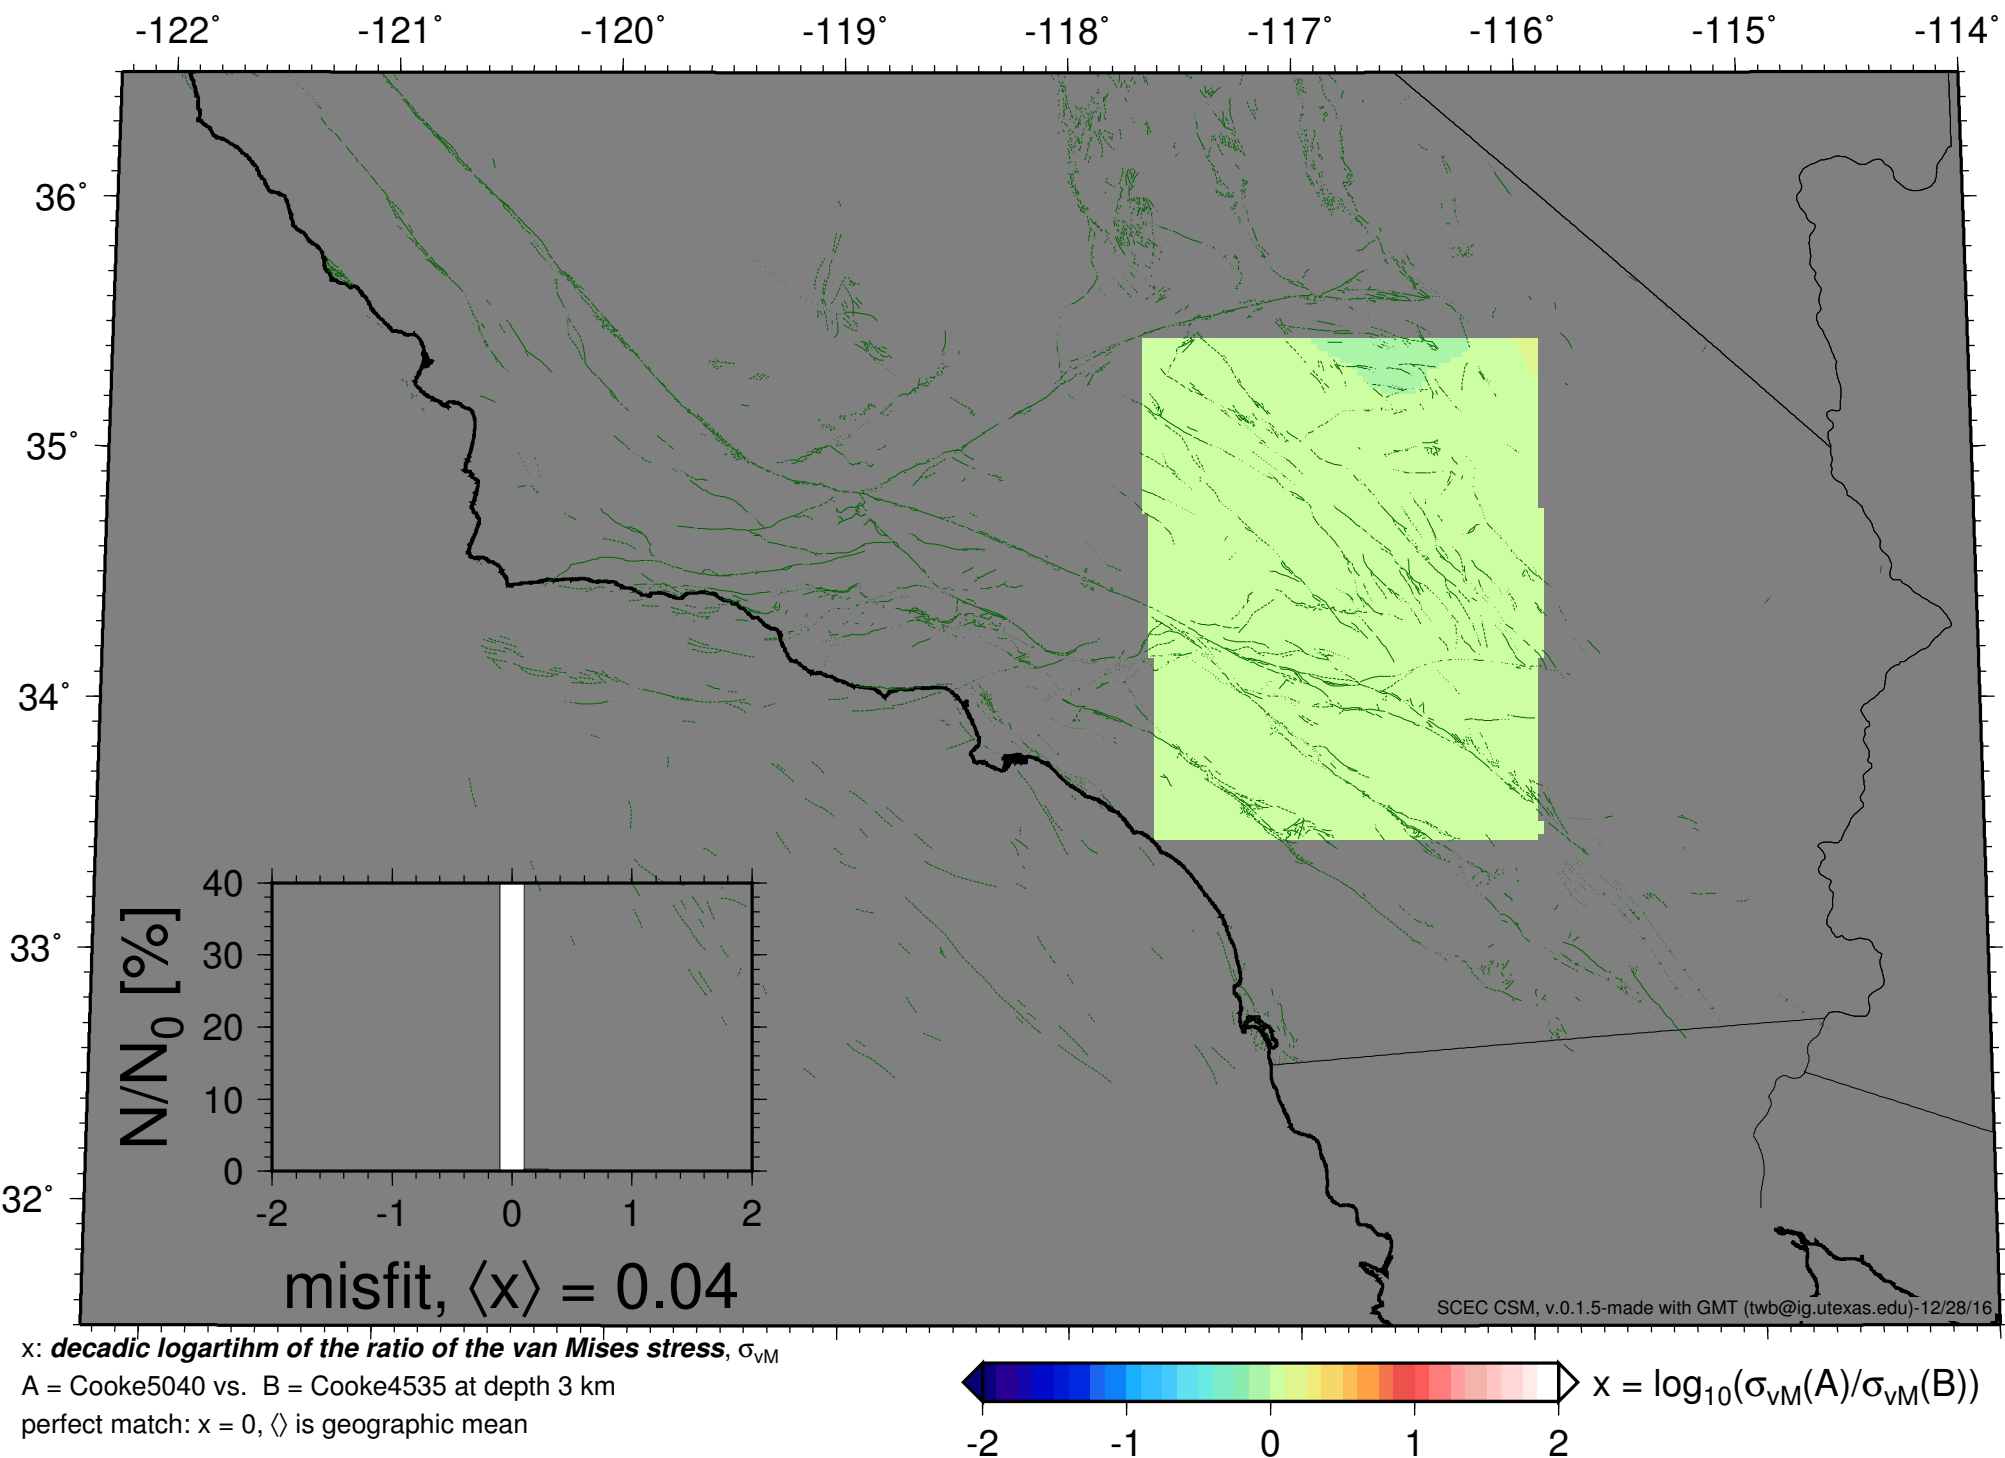 -122° -121° -120° -119° -118° -117° -116° -115° -114°
36°
35°
34°
33°
32°
N/N0 [%]
40
30
20
10
0
-2 -1 0 1 2
misfit, ⟨x⟩ = 0.04
SCEC CSM, v.0.1.5-made with GMT (twb@ig.utexas.edu)-12/28/16
x: decadic logartihm of the ratio of the van Mises stress, σvM
A = Cooke5040 vs. B = Cooke4535 at depth 3 km
perfect match: x = 0, ⟨⟩ is geographic mean
x = log10(σvM(A)/σvM(B))
-2 -1 0 1 2